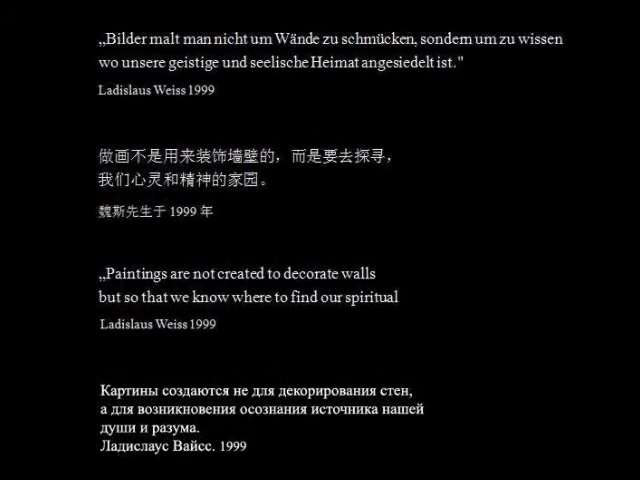 „Bilder malt man nicht um Wände zu schmücken, sondern um zu wissen
wo unsere geistige und seelische Heimat angesiedelt ist."
Ladislaus Weiss 1999
做画不是用来装饰墙壁的，而是要去探寻，
我们心灵和精神的家园。
魏斯先生于 1999 年
„Paintings are not created to decorate walls
but so that we know where to find our spiritual
Ladislaus Weiss 1999
Картины создаются не для декорирования стен,
а для возникновения осознания источника нашей
души и разума.
Ладислаус Вайсс. 1999